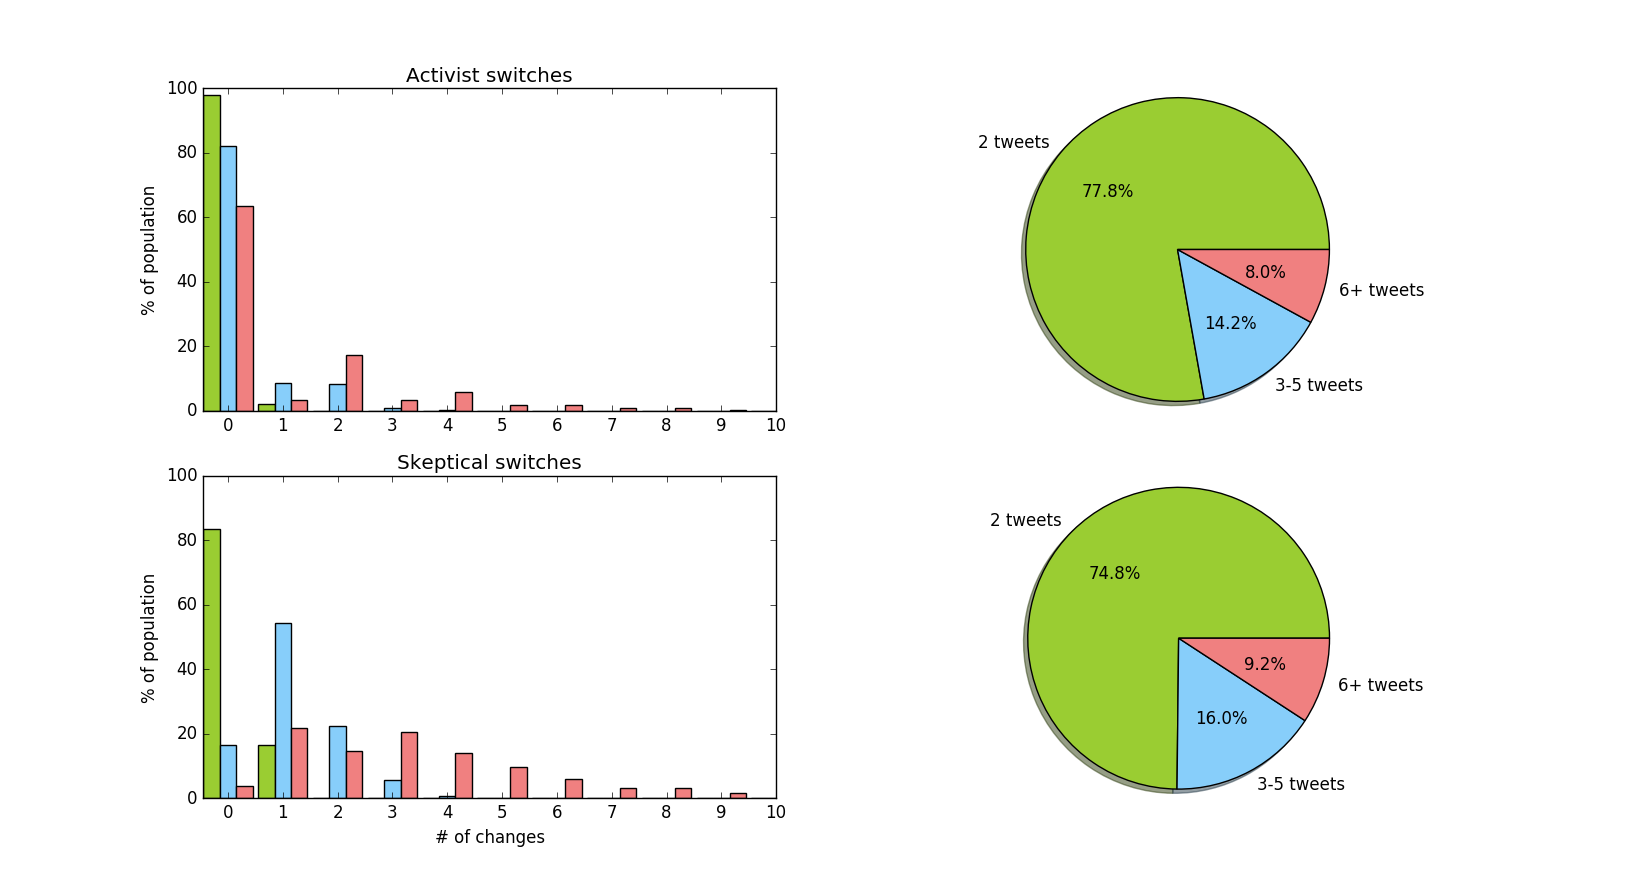 Activist switches
100
80
60
40
20
0
% of population
0 1 2 3 4 5 6 7 8 9 10
2 tweets
77.8%
8.0%
6+ tweets
14.2%
3-5 tweets
Skeptical switches
100
80
60
40
20
0
% of population
0 1 2 3 4 5 6 7 8 9 10
# of changes
2 tweets
74.8%
9.2%
6+ tweets
16.0%
3-5 tweets